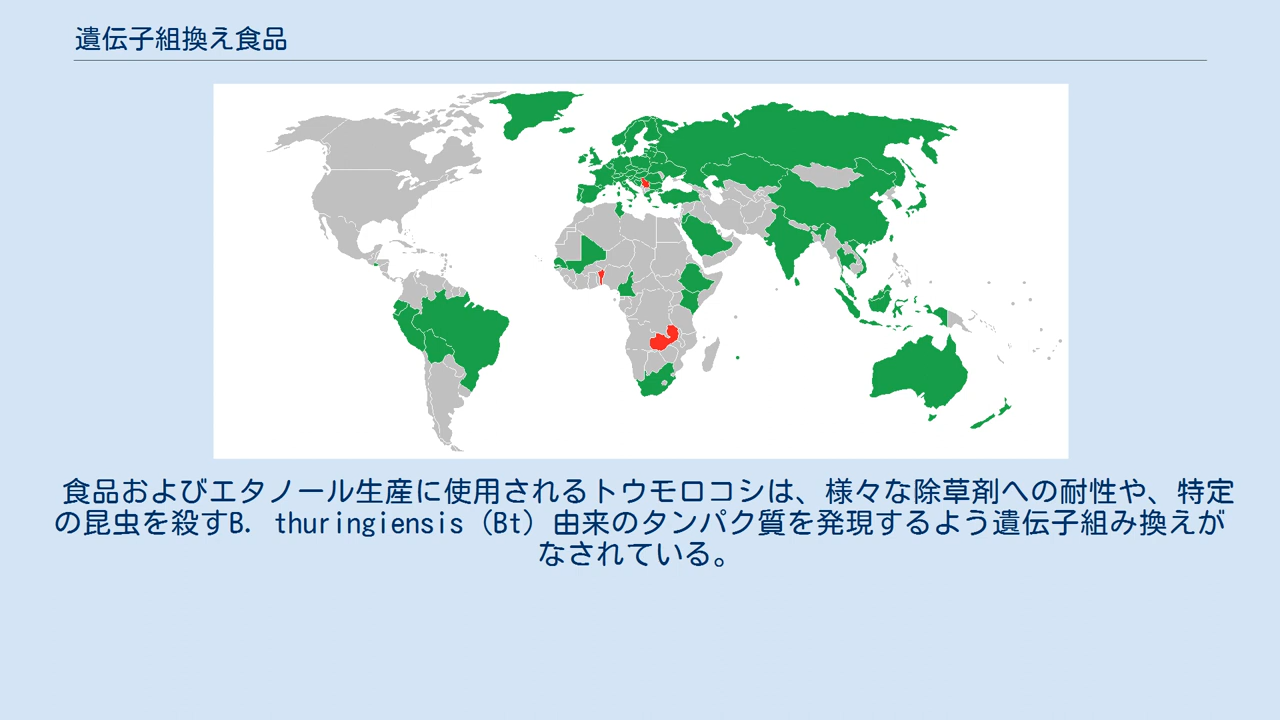 遺伝子組換え食品
食品およびエタノール生産に使用されるトウモロコシは、様々な除草剤への耐性や、特定
の昆虫を殺すB. thuringiensis（Bt）由来のタンパク質を発現するよう遺伝子組み換えが
なされている。